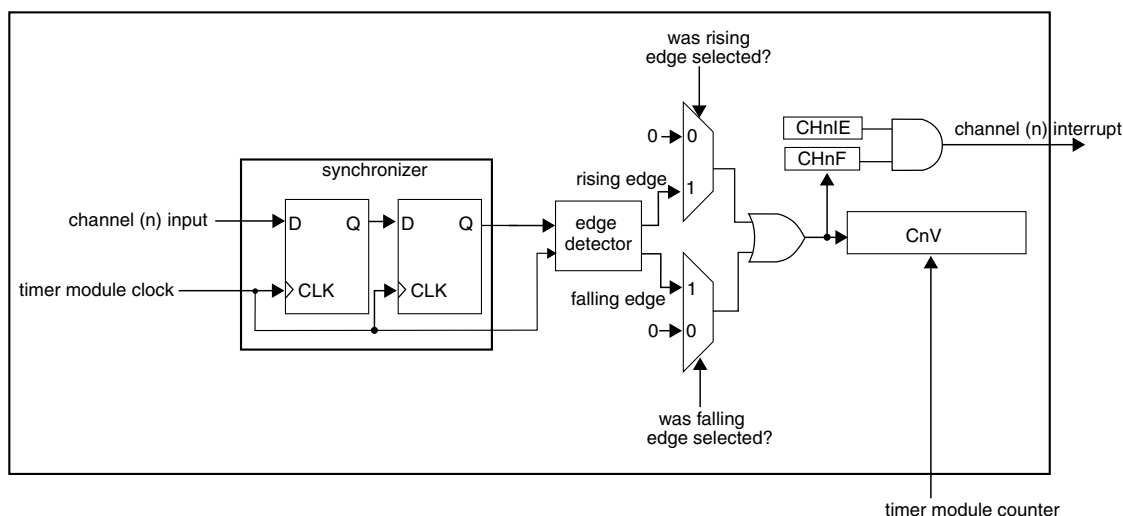 was rising
edge selected?
0
0
CHnIE
channel (n) interrupt
CHnF
synchronizer
rising edge
1
channel (n) input
D
Q
D
Q
edge
detector
CnV
timer module clock
CLK
CLK
falling edge
1
0
0
was falling
edge selected?
timer module counter